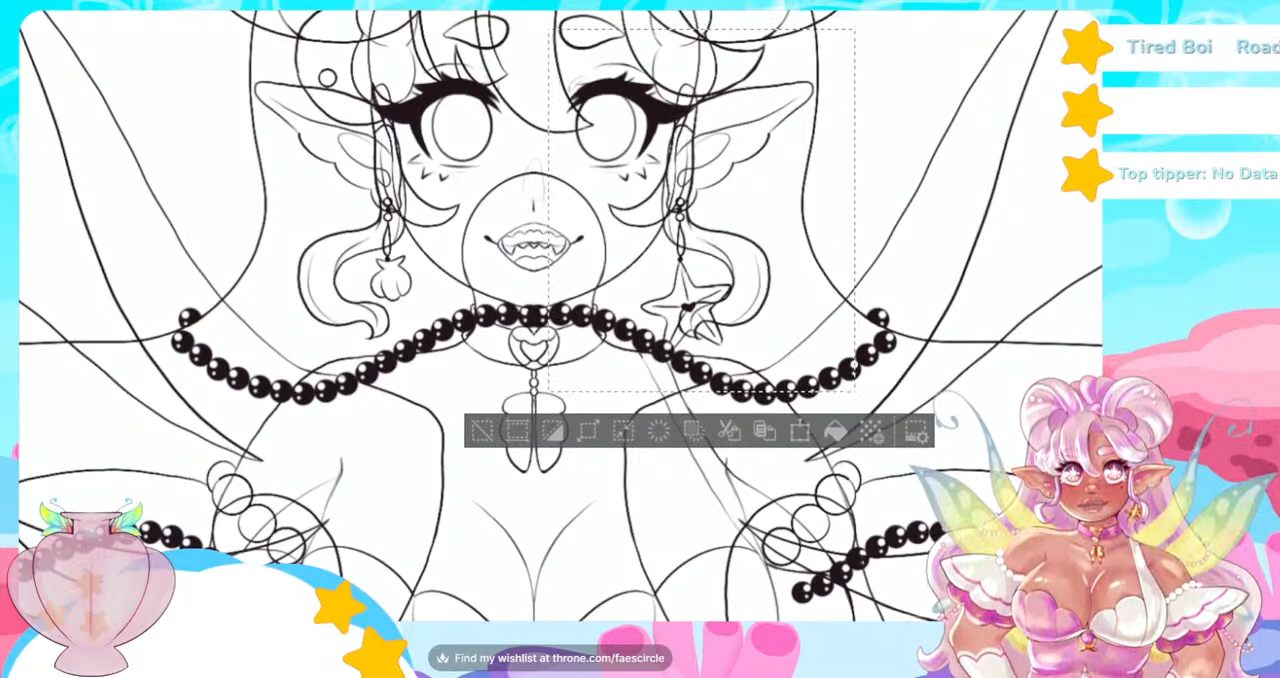 Tired Boi Road
Top tipper: No Data
Find my wishlist at throne.com/faescircle